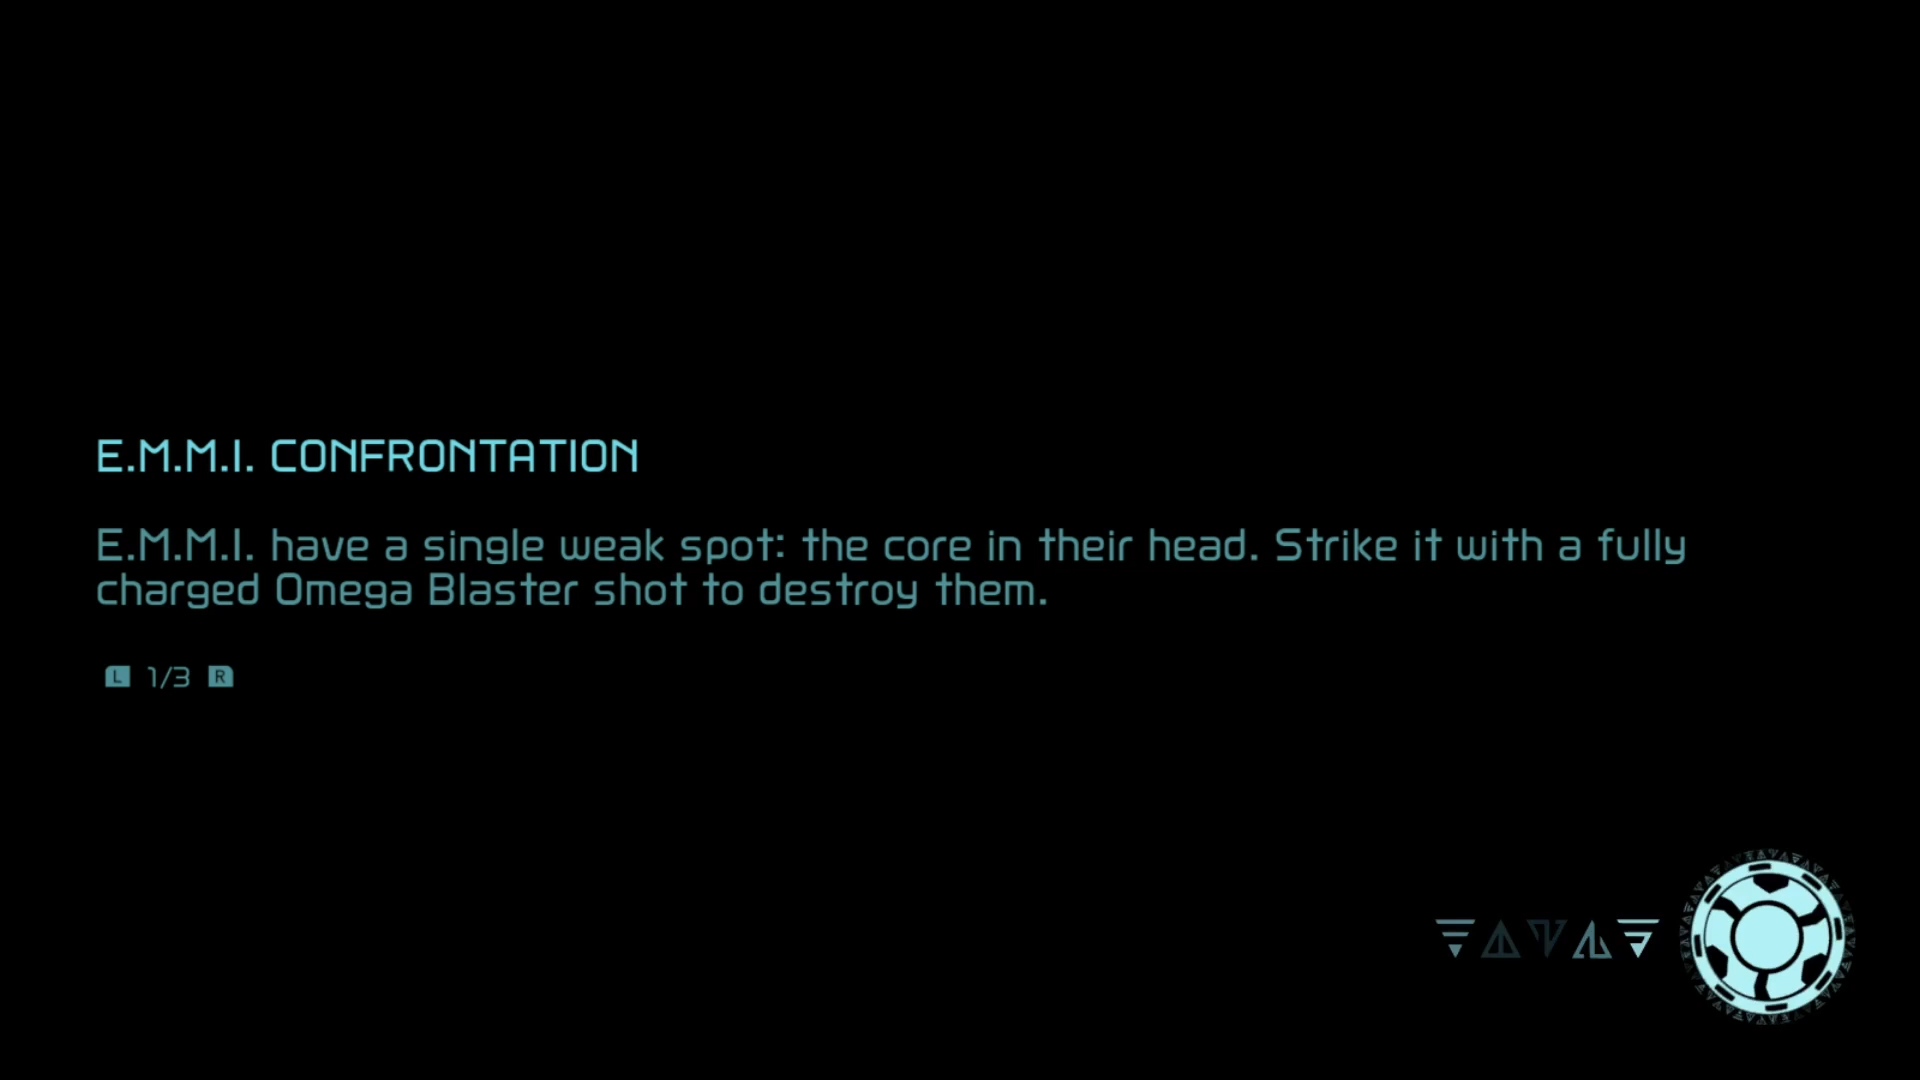 E.M.M.I. CONFRONTATION
E.M.M.I. have a single weak spot: the core in their head. Strike it with a fully
charged Omega Blaster shot to destroy them.
L 1/3 R